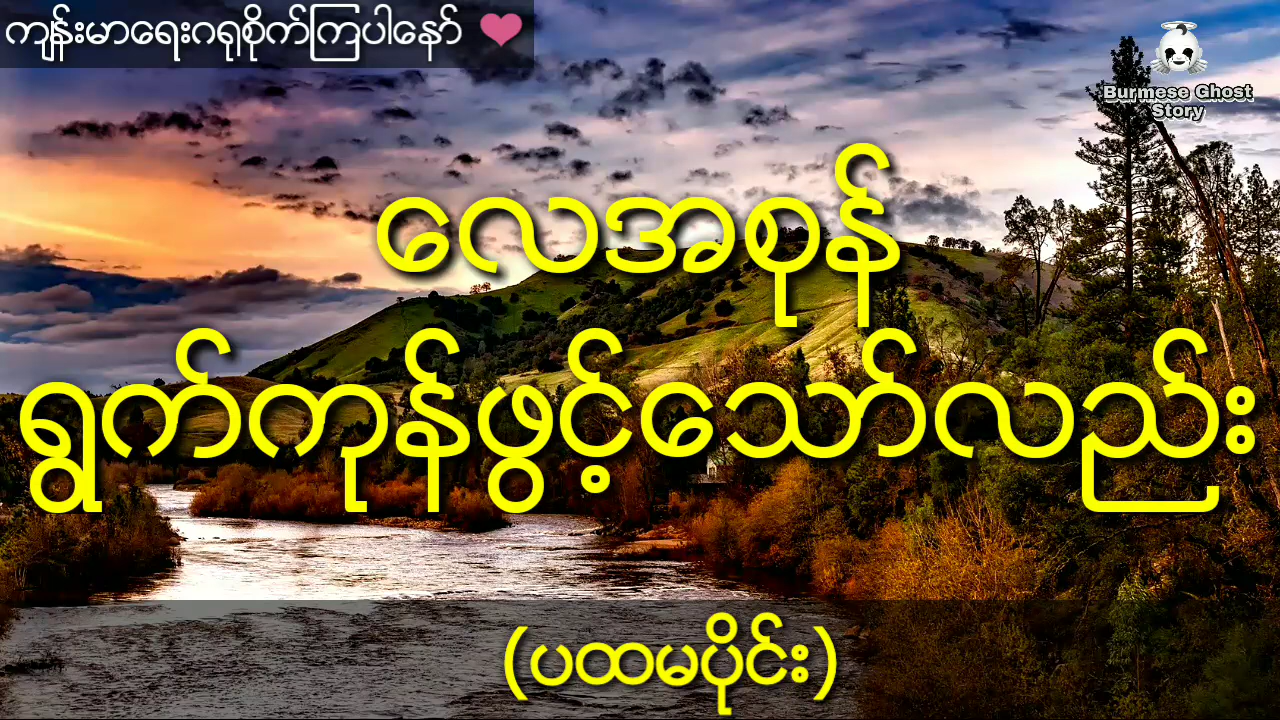 ကျန်းမာရေးဂရုစိုက်ကြပါနော် ❤
Burmese Ghost
Story
လေအစုန်
ရွက်ကုန်ဖွင့်သော်လည်း
(ပထမပိုင်း)